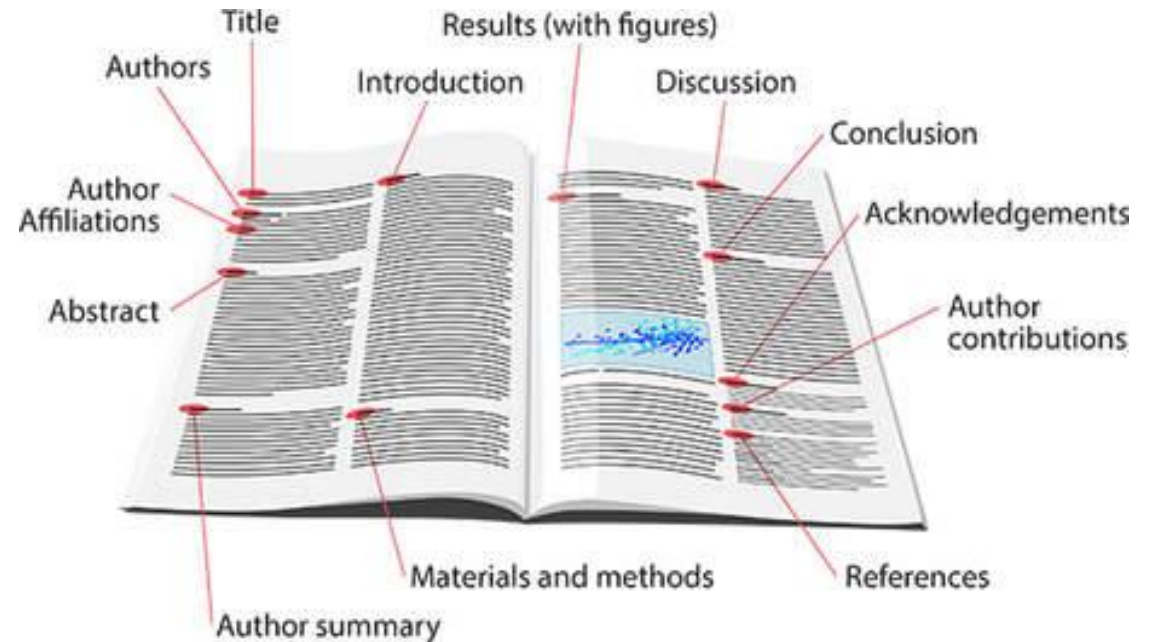 Title
Results (with figures)
Authors
Introduction
Discussion
Conclusion
Author
Affiliations
Acknowledgements
Abstract
Author
contributions
Materials and methods
References
Author summary